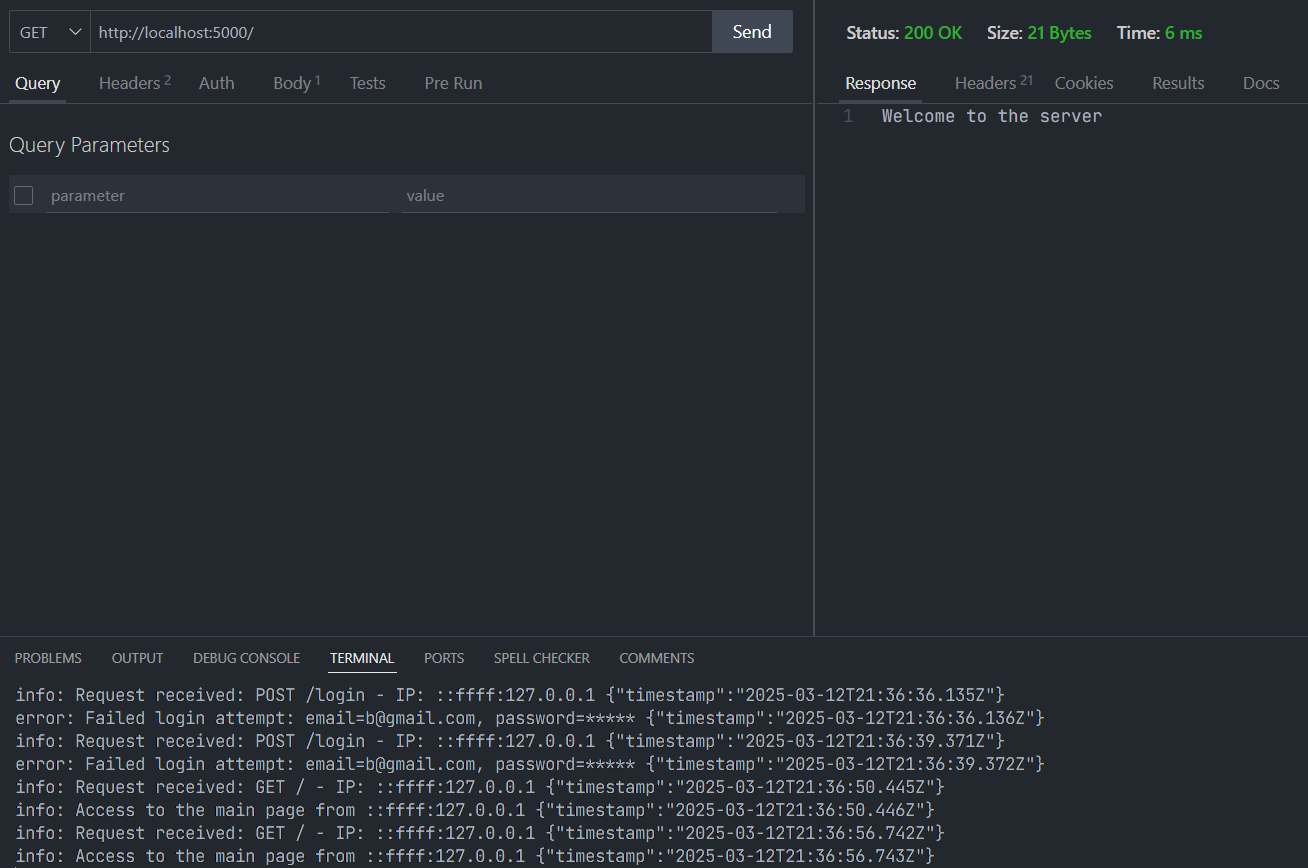 GET http://localhost:5000/ Send
Query Headers 2 Auth Body 1 Tests Pre Run
Query Parameters
parameter value
Status: 200 OK Size: 21 Bytes Time: 6 ms
Response Headers 21 Cookies Results Docs
1 Welcome to the server
PROBLEMS OUTPUT DEBUG CONSOLE TERMINAL PORTS SPELL CHECKER COMMENTS
info: Request received: POST /login - IP: ::ffff:127.0.0.1 {"timestamp":"2025-03-12T21:36:36.135Z"}
error: Failed login attempt: email=b@gmail.com, password=***** {"timestamp":"2025-03-12T21:36:36.136Z"}
info: Request received: POST /login - IP: ::ffff:127.0.0.1 {"timestamp":"2025-03-12T21:36:39.371Z"}
error: Failed login attempt: email=b@gmail.com, password=***** {"timestamp":"2025-03-12T21:36:39.372Z"}
info: Request received: GET / - IP: ::ffff:127.0.0.1 {"timestamp":"2025-03-12T21:36:50.445Z"}
info: Access to the main page from ::ffff:127.0.0.1 {"timestamp":"2025-03-12T21:36:50.446Z"}
info: Request received: GET / - IP: ::ffff:127.0.0.1 {"timestamp":"2025-03-12T21:36:56.742Z"}
info: Access to the main page from ::ffff:127.0.0.1 {"timestamp":"2025-03-12T21:36:56.743Z"}